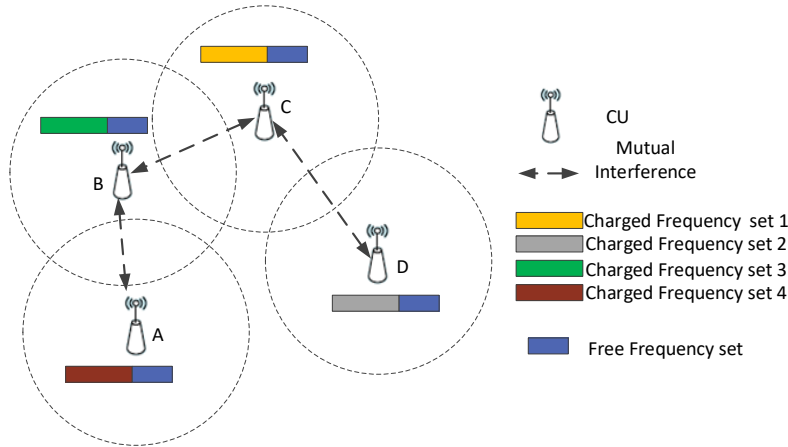 C
CU
B
Mutual
Interference
Charged Frequency set 1
Charged Frequency set 2
D
Charged Frequency set 3
Charged Frequency set 4
A
Free Frequency set